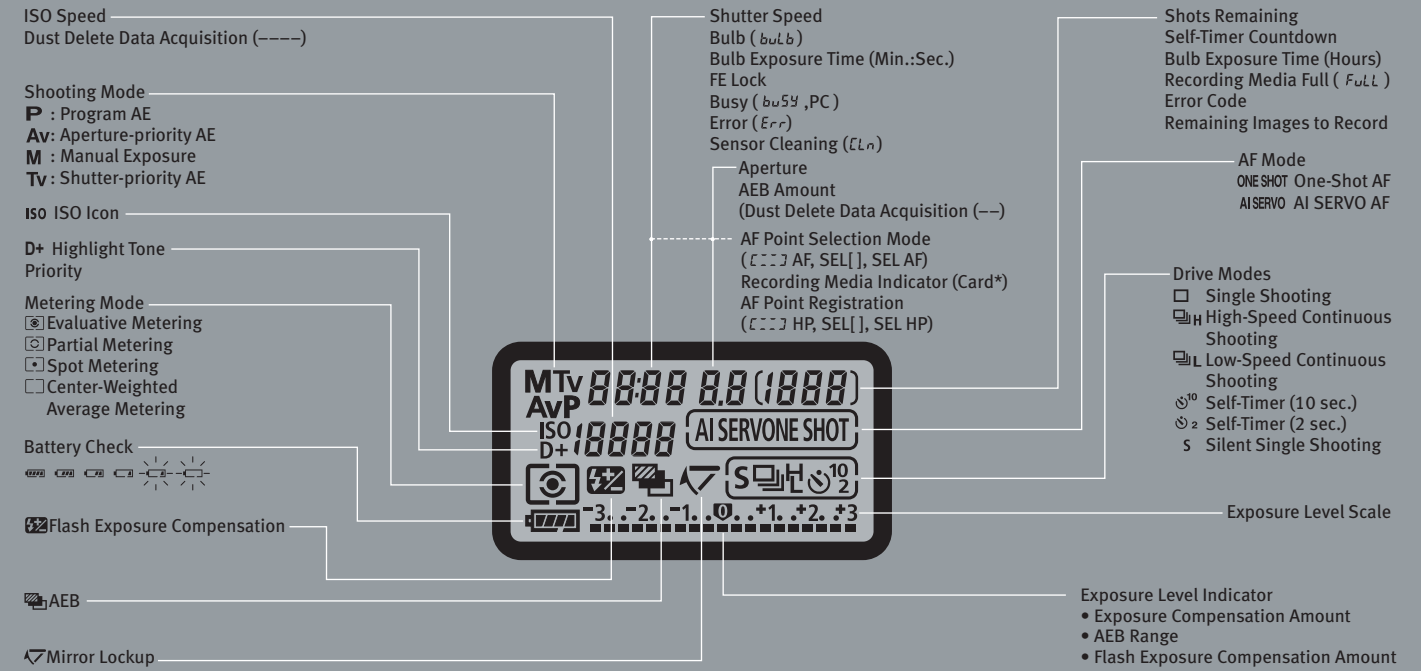 ISO Speed
Dust Delete Data Acquisition (––––)
Shooting Mode
P : Program AE
Av: Aperture-priority AE
M : Manual Exposure
Tv : Shutter-priority AE
ISO ISO Icon
D+ Highlight Tone
Priority
Metering Mode
Evaluative Metering
Partial Metering
Spot Metering
Center-Weighted
Average Metering
Battery Check
Flash Exposure Compensation
AEB
Mirror Lockup
Shutter Speed
Bulb ( buLb )
Bulb Exposure Time (Min.:Sec.)
FE Lock
Busy ( buSY ,PC )
Error ( Err )
Sensor Cleaning ( CLn )
Aperture
AEB Amount
(Dust Delete Data Acquisition (––)
AF Point Selection Mode
( [---] AF, SEL[ ], SEL AF)
Recording Media Indicator (Card*)
AF Point Registration
( [---] HP, SEL[ ], SEL HP)
MTv 88:88 8.8 (1888)
AvP
ISO 18888 AI SERVONE SHOT
D+
S H L 10 2
-3. .-2. .-1. .0. .+1. .+2. .+3
Shots Remaining
Self-Timer Countdown
Bulb Exposure Time (Hours)
Recording Media Full ( FuLL )
Error Code
Remaining Images to Record
AF Mode
ONE SHOT One-Shot AF
AI SERVO AI SERVO AF
Drive Modes
Single Shooting
H High-Speed Continuous
Shooting
L Low-Speed Continuous
Shooting
10 Self-Timer (10 sec.)
2 Self-Timer (2 sec.)
S Silent Single Shooting
Exposure Level Scale
Exposure Level Indicator
• Exposure Compensation Amount
• AEB Range
• Flash Exposure Compensation Amount